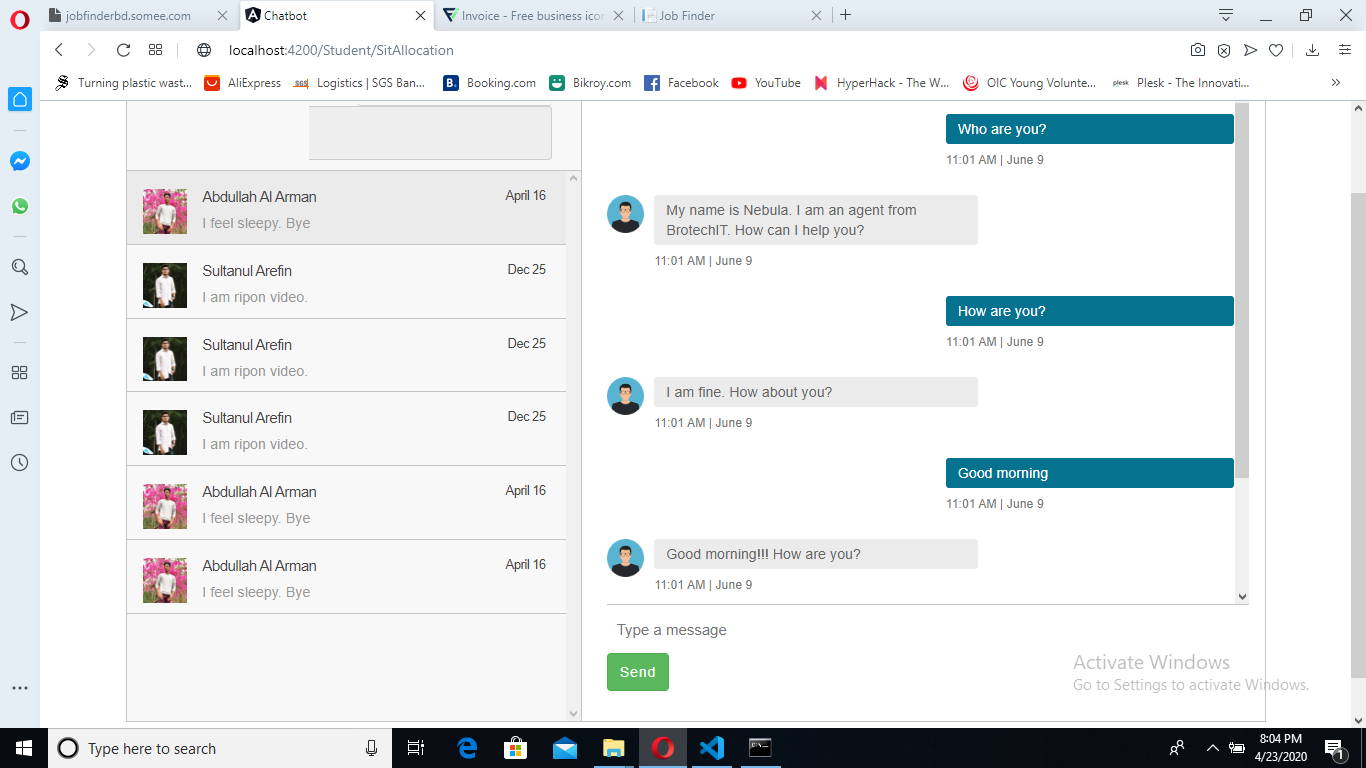 jobfinderbd.somee.com
Chatbot
Invoice - Free business icon
Job Finder
localhost:4200/Student/SitAllocation
Turning plastic wast...
AliExpress
SGS
Logistics | SGS Ban...
B.
Booking.com
Bikroy.com
Facebook
YouTube
HyperHack - The W...
OIC Young Volunte...
plesk
Plesk - The Innovati...
Abdullah Al Arman
April 16
I feel sleepy. Bye
Sultanul Arefin
Dec 25
I am ripon video.
Sultanul Arefin
Dec 25
I am ripon video.
Sultanul Arefin
Dec 25
I am ripon video.
Abdullah Al Arman
April 16
I feel sleepy. Bye
Abdullah Al Arman
April 16
I feel sleepy. Bye
Who are you?
11:01 AM | June 9
My name is Nebula. I am an agent from
BrotechIT. How can I help you?
11:01 AM | June 9
How are you?
11:01 AM | June 9
I am fine. How about you?
11:01 AM | June 9
Good morning
11:01 AM | June 9
Good morning!!! How are you?
11:01 AM | June 9
Type a message
Send
Activate Windows
Go to Settings to activate Windows.
Type here to search
8:04 PM
4/23/2020
1